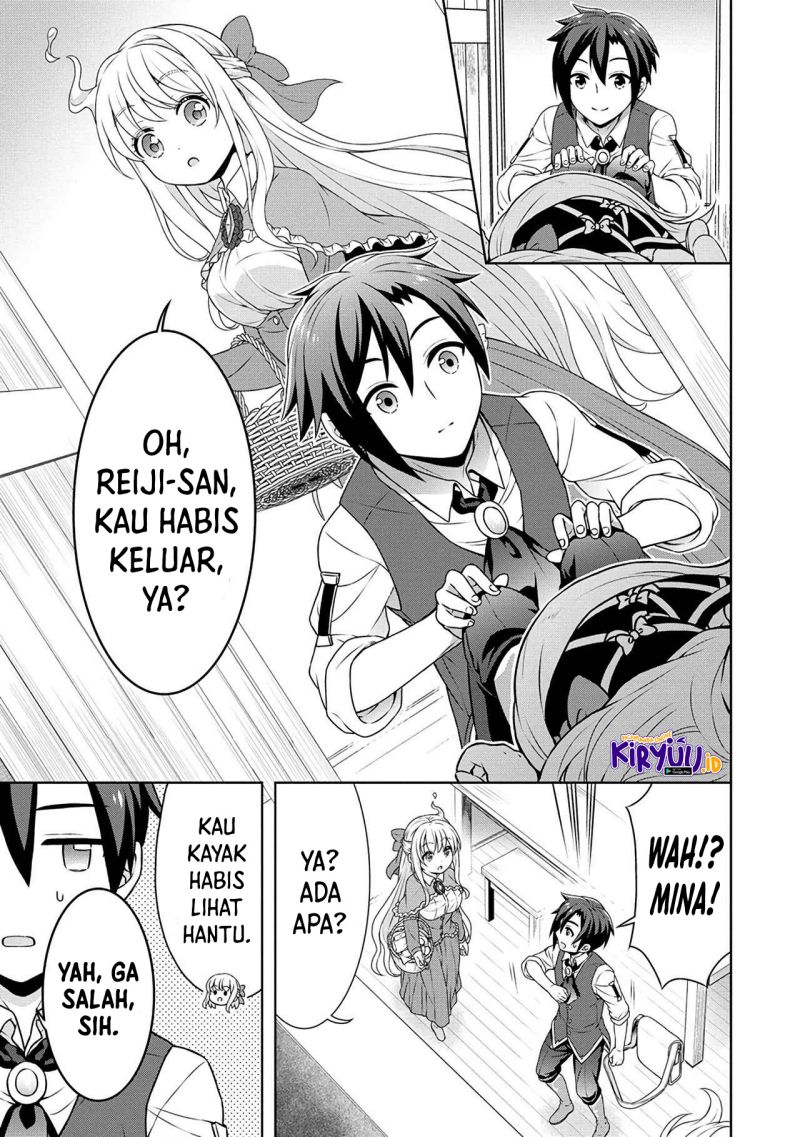 OH,
REIJI-SAN,
KAU HABIS
KELUAR,
YA?
KIRYUU.ID
WAH!?
MINA!
YA?
ADA
APA?
KAU
KAYAK
HABIS
LIHAT
HANTU.
YAH, GA
SALAH,
SIH.